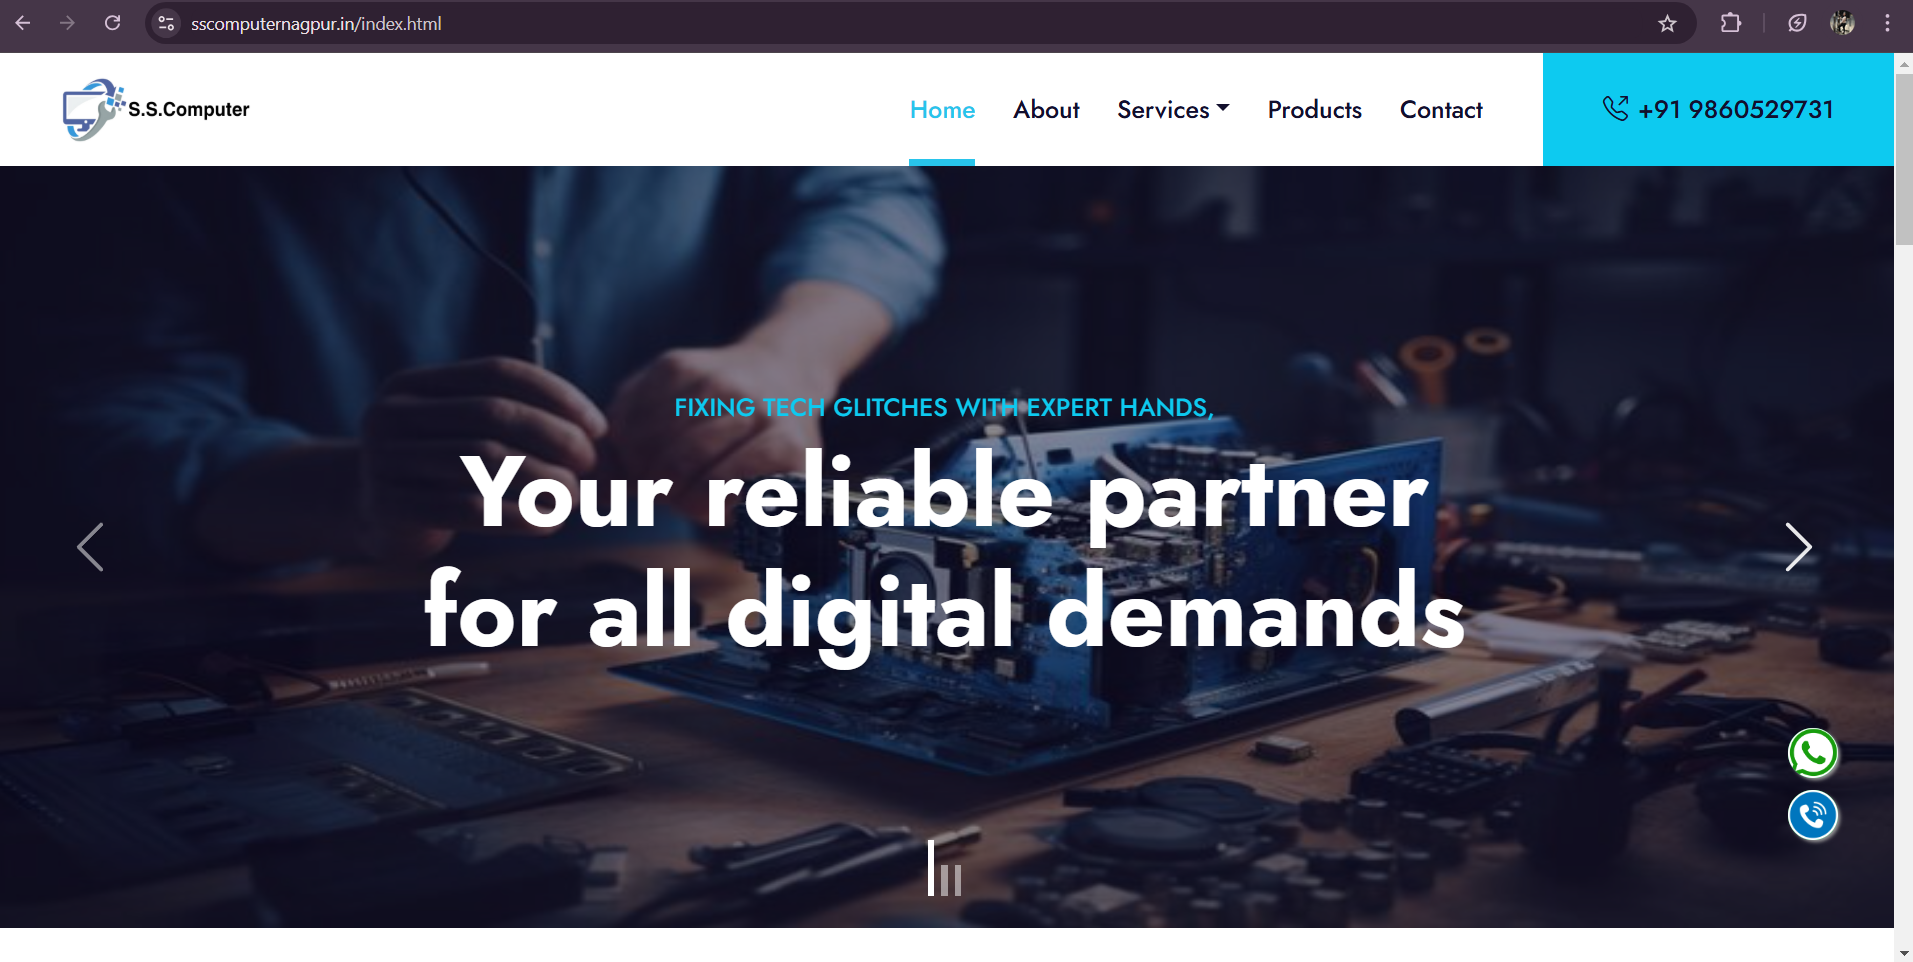 sscomputernagpur.in/index.html
S.S.Computer
Home About Services Products Contact
+91 9860529731
FIXING TECH GLITCHES WITH EXPERT HANDS,
Your reliable partner
for all digital demands